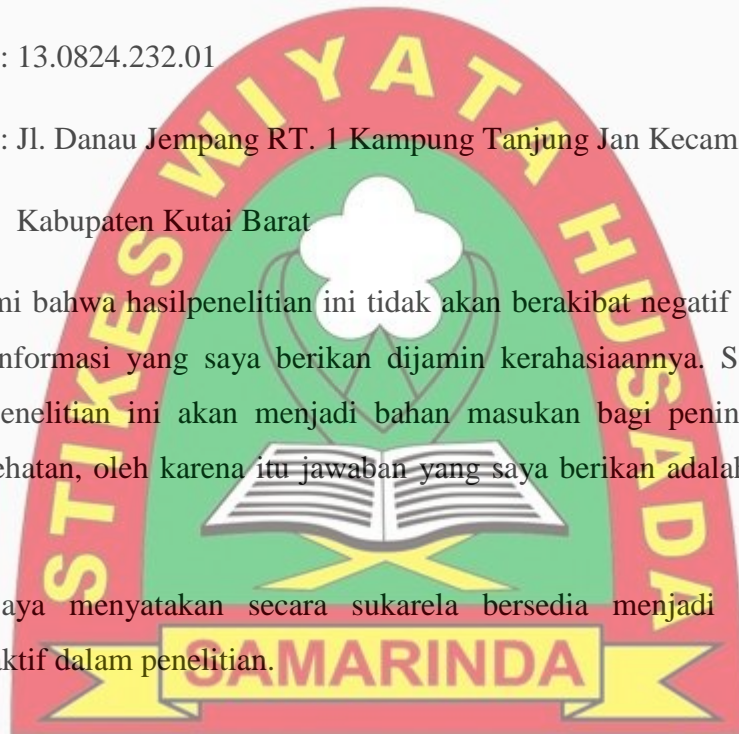 : 13.0824.232.01
: Jl. Danau Jempang RT. 1 Kampung Tanjung Jan Kecam
Kabupaten Kutai Barat
mi bahwa hasilpenelitian ini tidak akan berakibat negatif
nformasi yang saya berikan dijamin kerahasiaannya. S
enelitian ini akan menjadi bahan masukan bagi penin
ehatan, oleh karena itu jawaban yang saya berikan adalah
aya menyatakan secara sukarela bersedia menjadi
aktif dalam penelitian.
STIKES WIYATA HUSADA
SAMARINDA